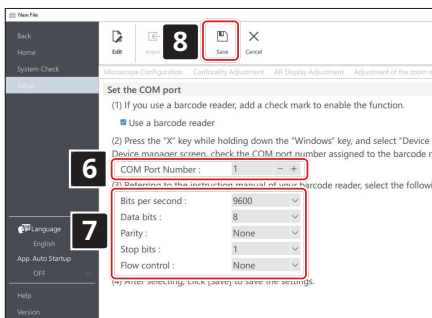 New File
Back
Home
System Check
Setup
Edit
Import
8
Save
Cancel
Microscope Configuration Confocality Adjustment AR Display Adjustment Adjustment of the zoom
Set the COM port
(1) If you use a barcode reader, add a check mark to enable the function.
Use a barcode reader
(2) Press the "X" key while holding down the "Windows" key, and select "Device
Device manager screen, check the COM port number assigned to the barcode
6
COM Port Number : 1 - +
(3) Referring to the instruction manual of your barcode reader, select the
7
Bits per second : 9600
Data bits : 8
Parity : None
Stop bits : 1
Flow control : None
(4) After selecting, click [Save] to save the settings.
Language
English
App. Auto Startup
OFF
Help
Version